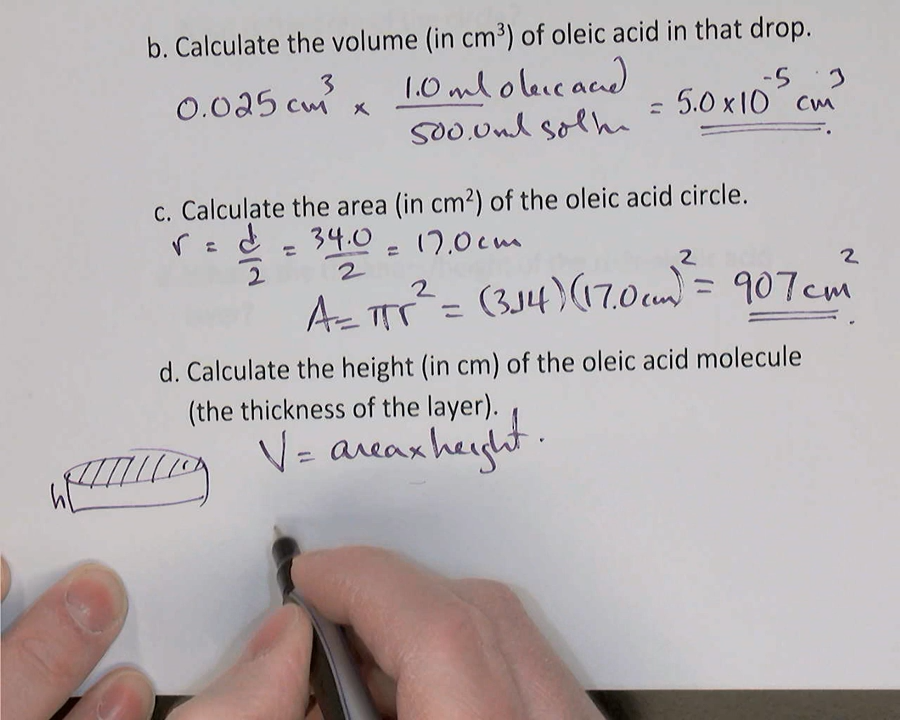 b. Calculate the volume (in cm³) of oleic acid in that drop.
0.025 cm³ x 1.0 ml oleic acid / 500.0 ml soltn = 5.0 x 10⁻⁵ cm³.
c. Calculate the area (in cm²) of the oleic acid circle.
r = d/2 = 34.0/2 = 17.0 cm
A = πr² = (3.14)(17.0 cm)² = 907 cm².
d. Calculate the height (in cm) of the oleic acid molecule
(the thickness of the layer).
V = area x height.
h